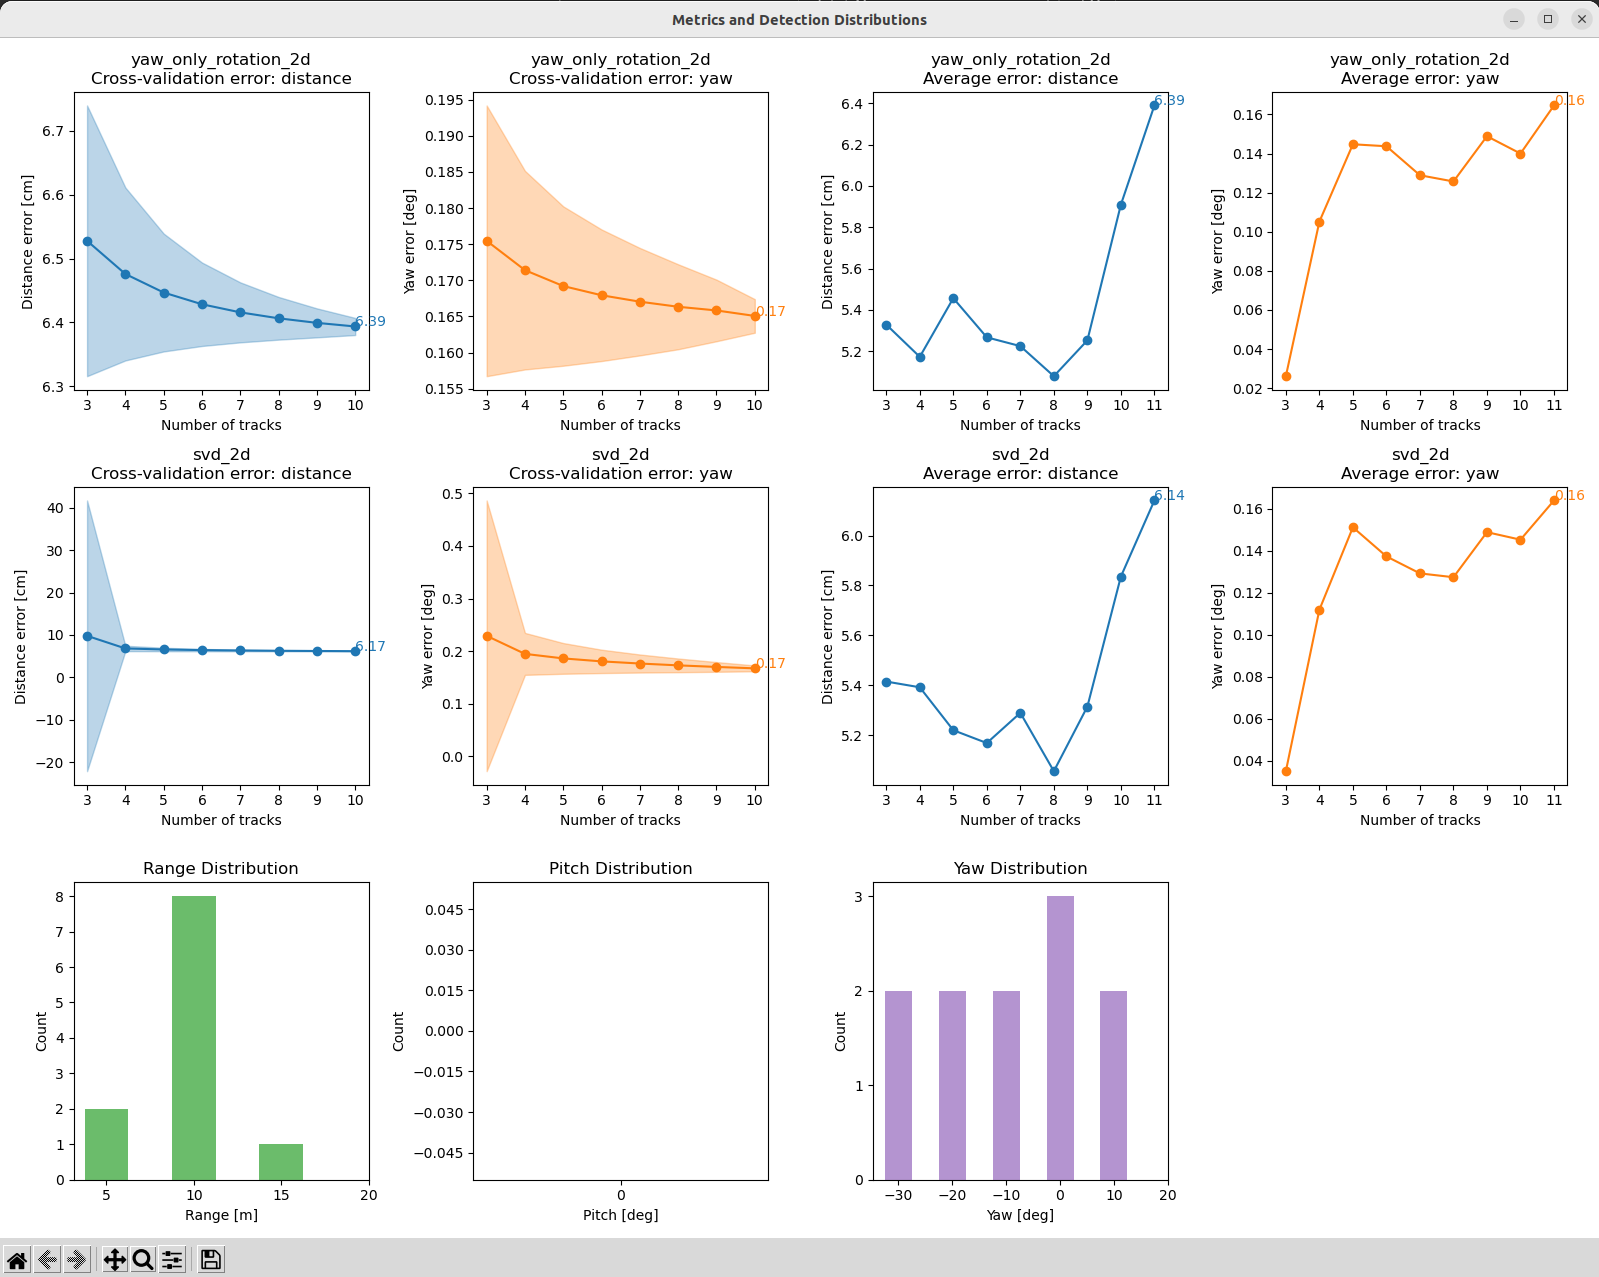 Metrics and Detection Distributions
yaw_only_rotation_2d
Cross-validation error: distance
6.7
6.6
6.5
6.4
6.3
Distance error [cm]
6.39
3 4 5 6 7 8 9 10
Number of tracks
yaw_only_rotation_2d
Cross-validation error: yaw
0.195
0.190
0.185
0.180
0.175
0.170
0.165
0.160
0.155
Yaw error [deg]
0.17
3 4 5 6 7 8 9 10
Number of tracks
yaw_only_rotation_2d
Average error: distance
6.4
6.2
6.0
5.8
5.6
5.4
5.2
Distance error [cm]
6.39
3 4 5 6 7 8 9 10 11
Number of tracks
yaw_only_rotation_2d
Average error: yaw
0.16
0.14
0.12
0.10
0.08
0.06
0.04
0.02
Yaw error [deg]
0.16
3 4 5 6 7 8 9 10 11
Number of tracks
svd_2d
Cross-validation error: distance
40
30
20
10
0
−10
−20
Distance error [cm]
6.17
3 4 5 6 7 8 9 10
Number of tracks
svd_2d
Cross-validation error: yaw
0.5
0.4
0.3
0.2
0.1
0.0
Yaw error [deg]
0.17
3 4 5 6 7 8 9 10
Number of tracks
svd_2d
Average error: distance
6.0
5.8
5.6
5.4
5.2
Distance error [cm]
6.14
3 4 5 6 7 8 9 10 11
Number of tracks
svd_2d
Average error: yaw
0.16
0.14
0.12
0.10
0.08
0.06
0.04
Yaw error [deg]
0.16
3 4 5 6 7 8 9 10 11
Number of tracks
Range Distribution
8
7
6
5
4
3
2
1
0
Count
5 10 15 20
Range [m]
Pitch Distribution
0.045
0.030
0.015
0.000
−0.015
−0.030
−0.045
Count
0
Pitch [deg]
Yaw Distribution
3
2
1
0
Count
−30 −20 −10 0 10 20
Yaw [deg]